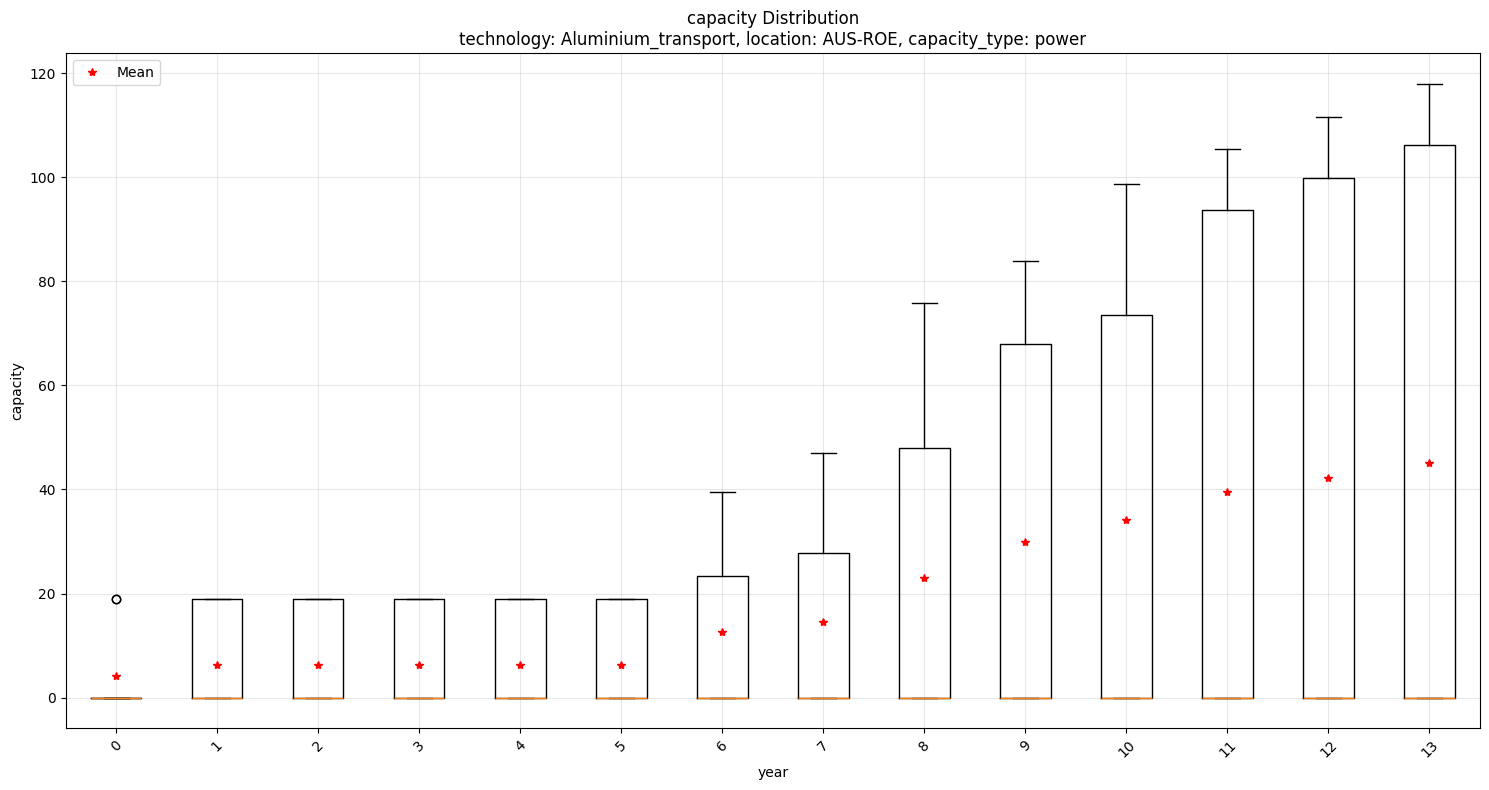 capacity Distribution
technology: Aluminium_transport, location: AUS-ROE, capacity_type: power
Mean
120
100
80
60
40
20
0
capacity
0 1 2 3 4 5 6 7 8 9 10 11 12 13
year